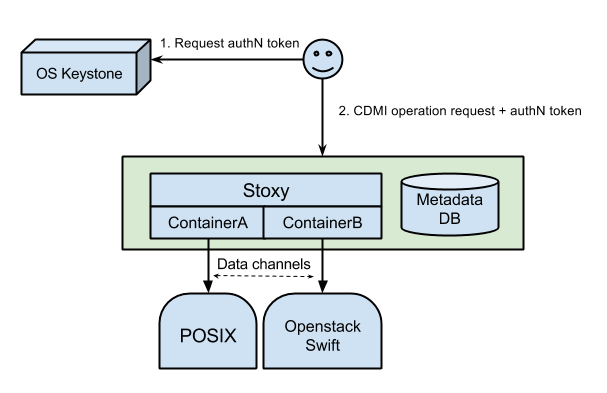 1. Request authN token
OS Keystone
2. CDMI operation request + authN token
Stoxy
ContainerA
ContainerB
Metadata
DB
Data channels
POSIX
Openstack
Swift